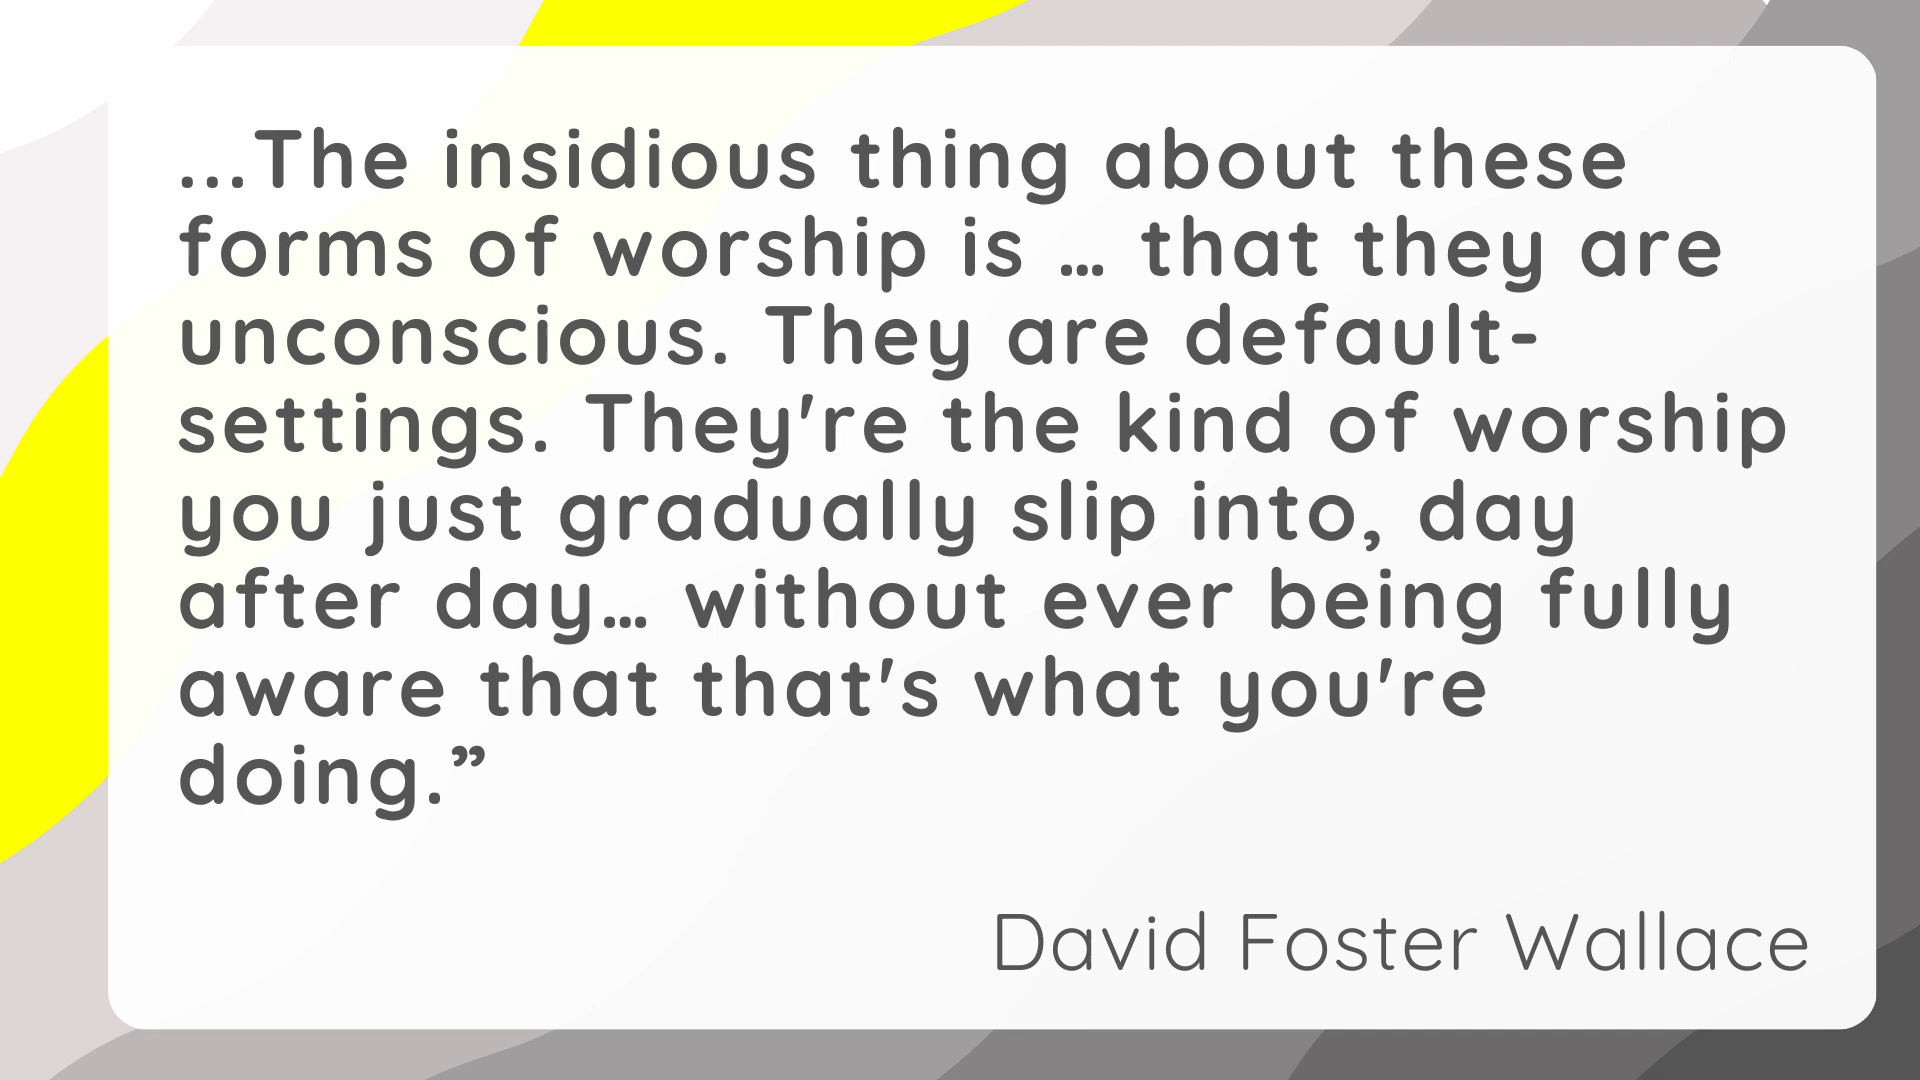 ...The insidious thing about these
forms of worship is … that they are
unconscious. They are default-
settings. They're the kind of worship
you just gradually slip into, day
after day… without ever being fully
aware that that's what you're
doing.”
David Foster Wallace